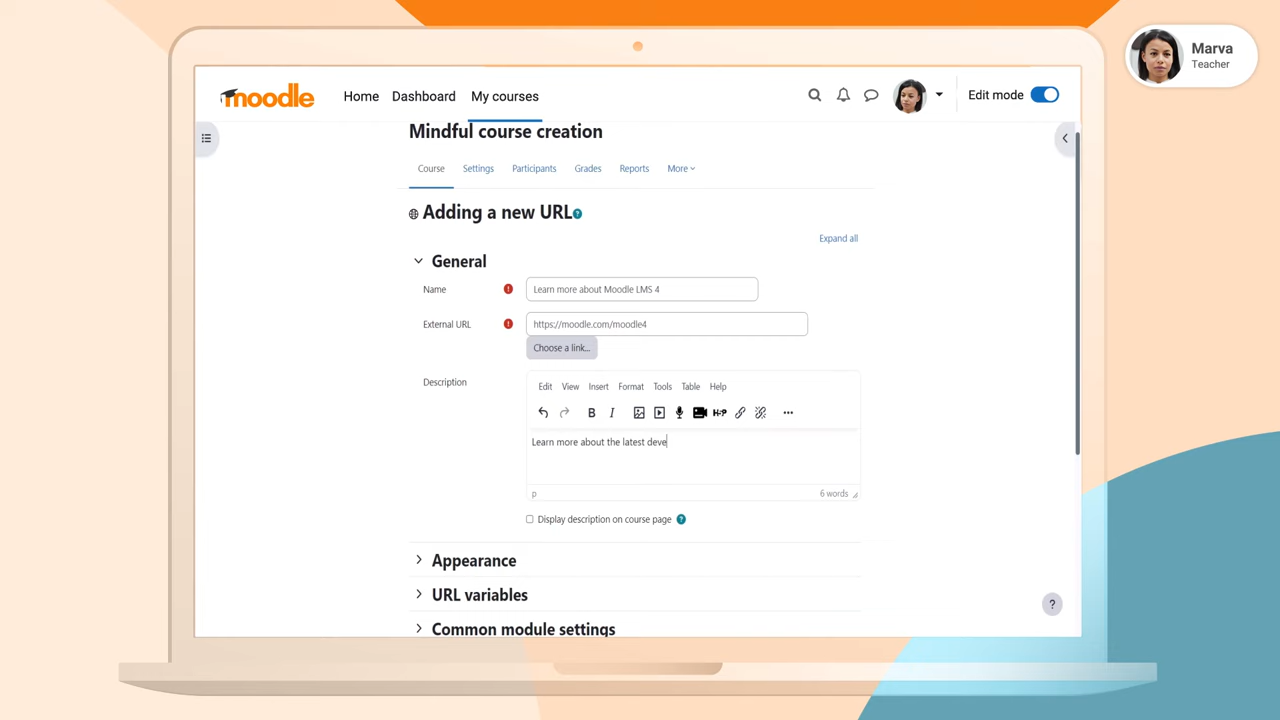 Marva
Teacher
moodle
Home Dashboard My courses
Edit mode
Mindful course creation
Course Settings Participants Grades Reports More
Adding a new URL ?
Expand all
General
Name ! Learn more about Moodle LMS 4
External URL ! https://moodle.com/moodle4
Choose a link...
Description
Edit View Insert Format Tools Table Help
B I H-P ...
Learn more about the latest deve
p 6 words
Display description on course page ?
Appearance
URL variables
?
Common module settings